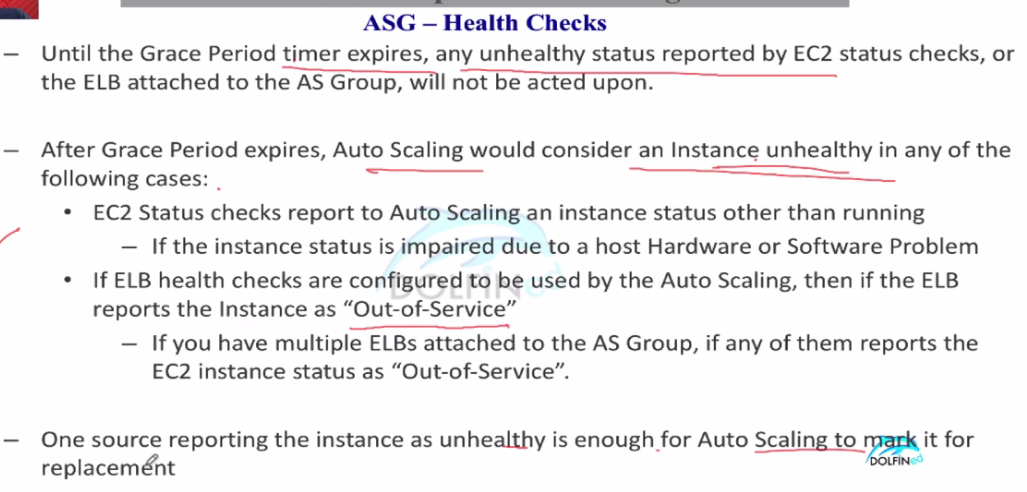 ASG – Health Checks
– Until the Grace Period timer expires, any unhealthy status reported by EC2 status checks, or
the ELB attached to the AS Group, will not be acted upon.
– After Grace Period expires, Auto Scaling would consider an Instance unhealthy in any of the
following cases:
• EC2 Status checks report to Auto Scaling an instance status other than running
– If the instance status is impaired due to a host Hardware or Software Problem
• If ELB health checks are configured to be used by the Auto Scaling, then if the ELB
reports the Instance as “Out-of-Service”
– If you have multiple ELBs attached to the AS Group, if any of them reports the
EC2 instance status as “Out-of-Service”.
– One source reporting the instance as unhealthy is enough for Auto Scaling to mark it for
replacement
DOLFINed
DOLFINed